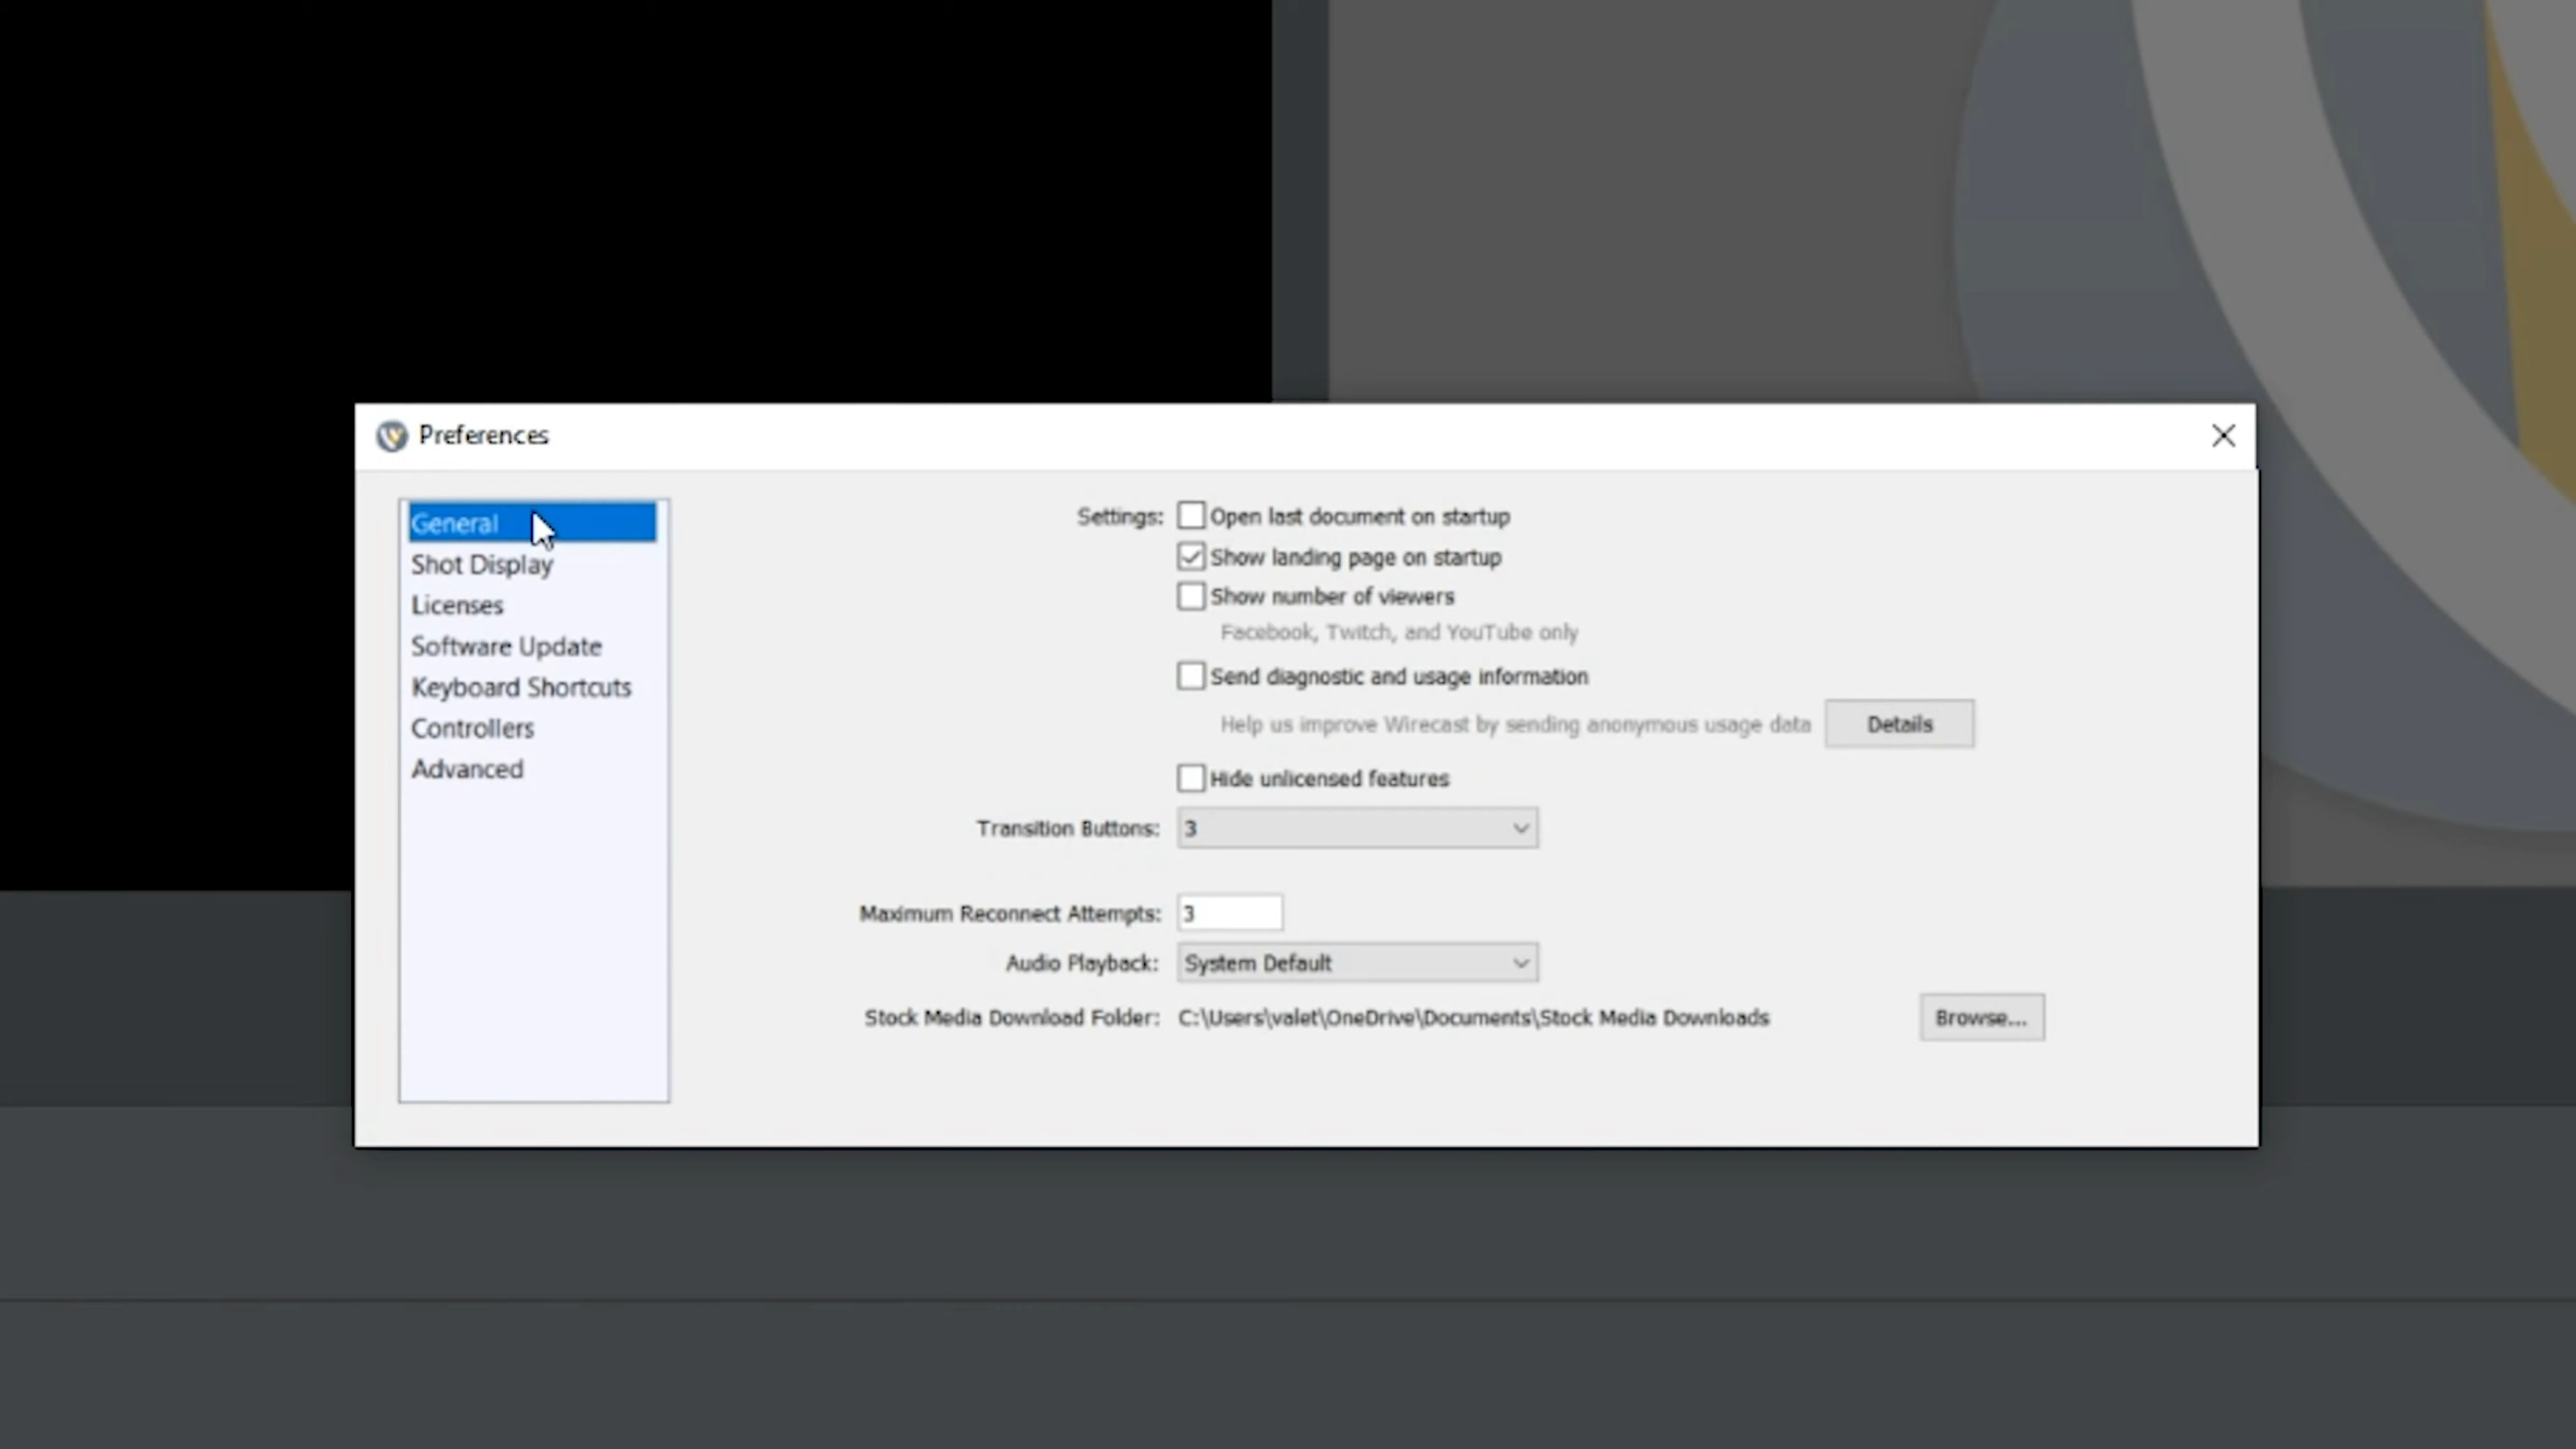 Preferences
General
Shot Display
Licenses
Software Update
Keyboard Shortcuts
Controllers
Advanced
Settings: Open last document on startup
Show landing page on startup
Show number of viewers
Facebook, Twitch, and YouTube only
Send diagnostic and usage information
Help us improve Wirecast by sending anonymous usage data Details
Hide unlicensed features
Transition Buttons: 3
Maximum Reconnect Attempts: 3
Audio Playback: System Default
Stock Media Download Folder: C:\Users\valet\OneDrive\Documents\Stock Media Downloads Browse...